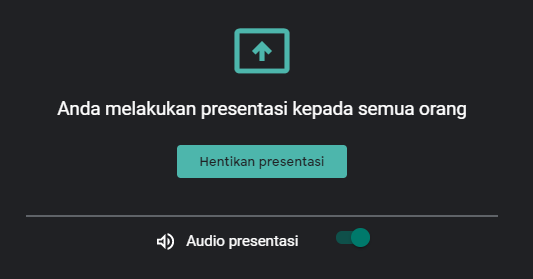 Anda melakukan presentasi kepada semua orang
Hentikan presentasi
Audio presentasi